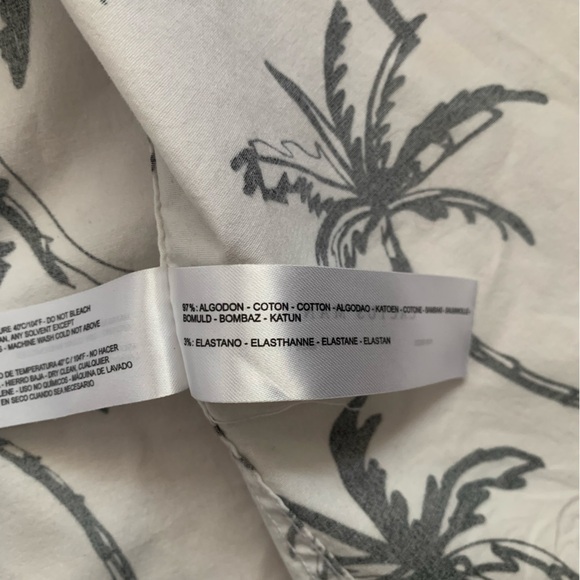 URE 40°C/104°F - DO NOT BLEACH
AN, ANY SOLVENT EXCEPT
S - MACHINE WASH COLD NOT ABOVE
O DE TEMPERATURA 40°C / 104°F - NO HACER
- HIERRO BAJA - DRY CLEAN, CUALQUIER
LENE - USO NO QUÍMICOS - MÁQUINA DE LAVADO
EN SECO CUANDO SEA NECESARIO
97% : ALGODON - COTON - COTTON - ALGODAO - KATOEN - COTONE -
BOMULD - BOMBAZ - KATUN
3% : ELASTANO - ELASTHANNE - ELASTANE - ELASTAN